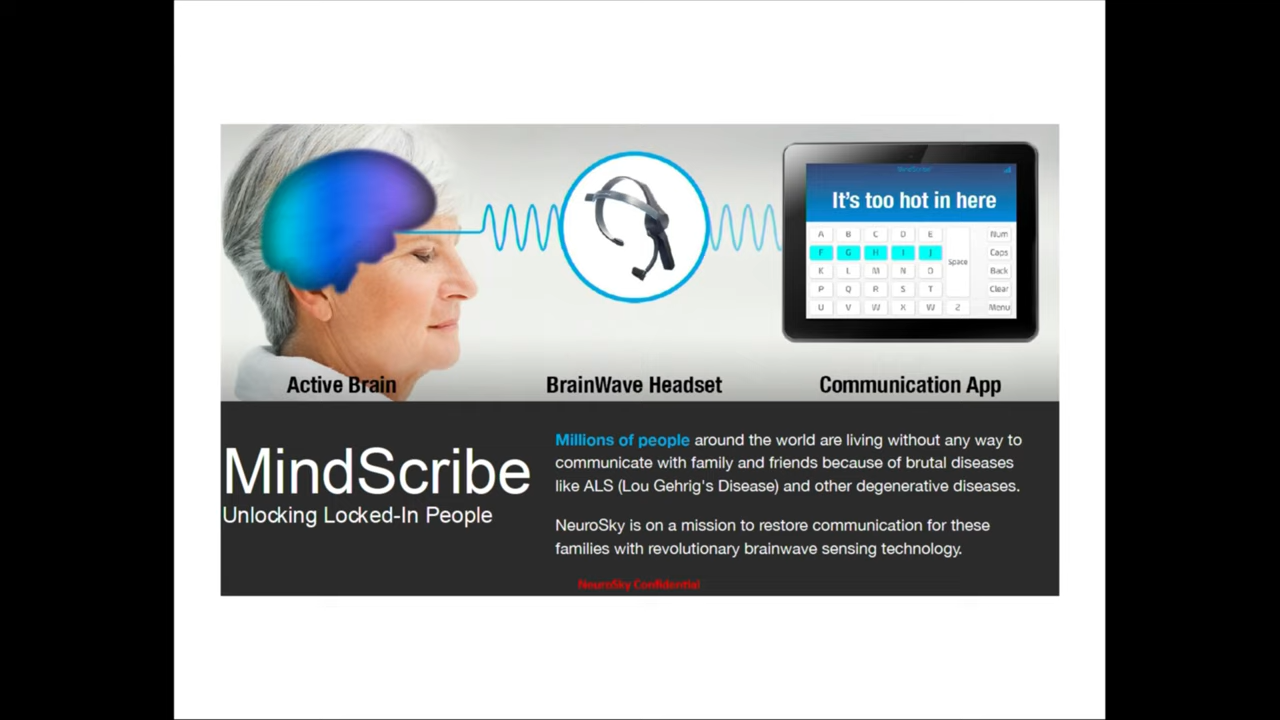 It's too hot in here
A B C D E Num
F G H I J Space Caps
K L M N O Back
P Q R S T Clear
U V W X W Z Menu
Active Brain
BrainWave Headset
Communication App
MindScribe
Unlocking Locked-In People
Millions of people around the world are living without any way to
communicate with family and friends because of brutal diseases
like ALS (Lou Gehrig's Disease) and other degenerative diseases.
NeuroSky is on a mission to restore communication for these
families with revolutionary brainwave sensing technology.
NeuroSky Confidential